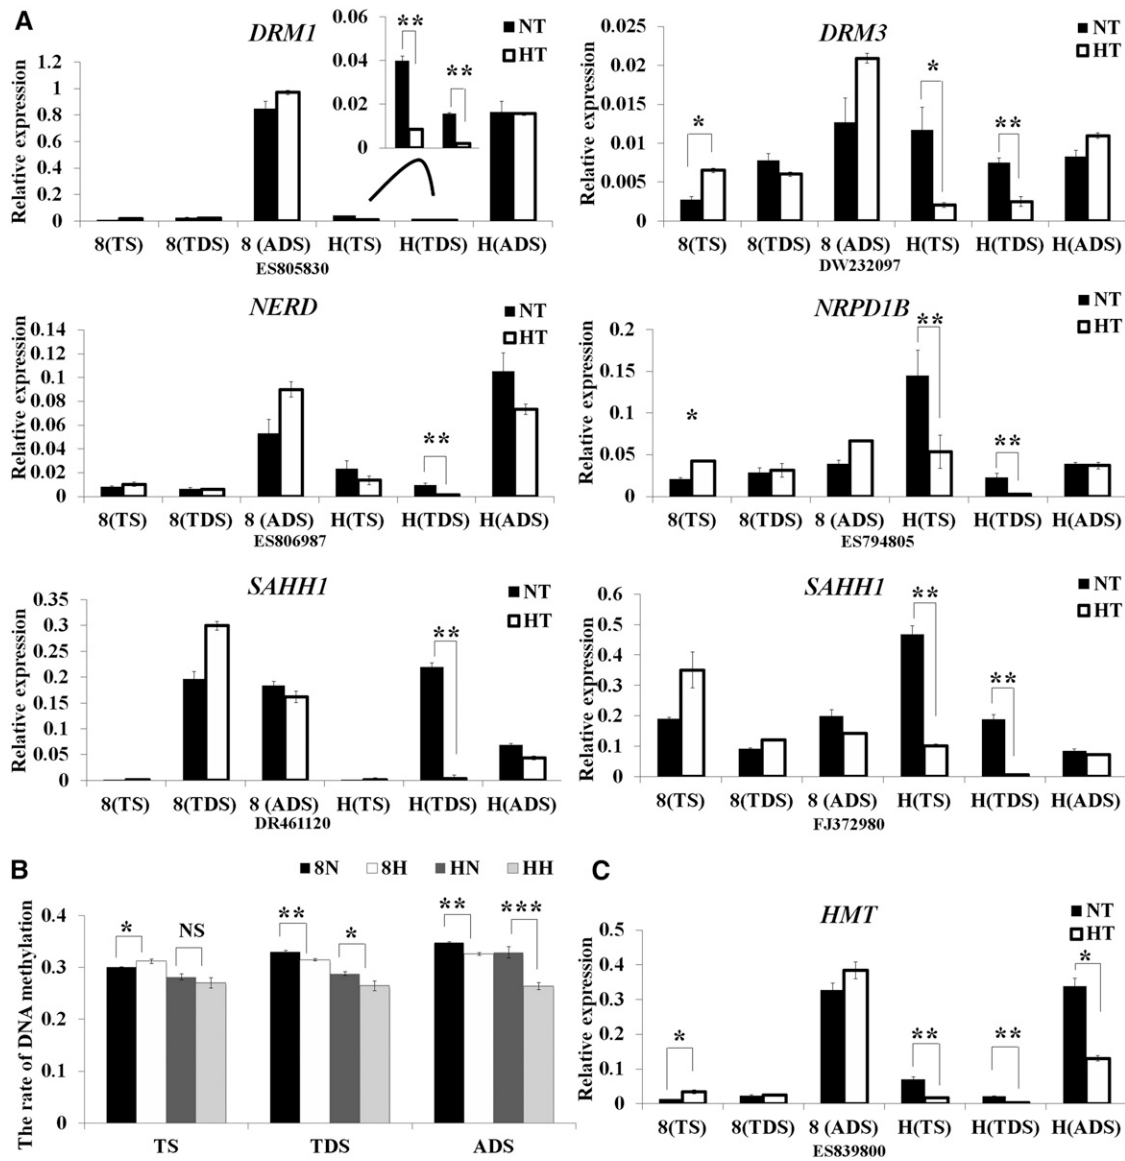 A
DRM1
NT
HT
0.06
0.04
0.02
0
**
**
Relative expression
1.2
1
0.8
0.6
0.4
0.2
0
8(TS) 8(TDS) 8 (ADS) H(TS) H(TDS) H(ADS)
ES805830
DRM3
NT
HT
Relative expression
0.025
0.02
0.015
0.01
0.005
0
* * **
8(TS) 8(TDS) 8 (ADS) H(TS) H(TDS) H(ADS)
DW232097
NERD
NT
HT
Relative expression
0.14
0.12
0.1
0.08
0.06
0.04
0.02
0
**
8(TS) 8(TDS) 8 (ADS) H(TS) H(TDS) H(ADS)
ES806987
NRPD1B
NT
HT
Relative expression
0.2
0.15
0.1
0.05
0
* ** **
8(TS) 8(TDS) 8 (ADS) H(TS) H(TDS) H(ADS)
ES794805
SAHH1
NT
HT
Relative expression
0.35
0.3
0.25
0.2
0.15
0.1
0.05
0
**
8(TS) 8(TDS) 8 (ADS) H(TS) H(TDS) H(ADS)
DR461120
SAHH1
NT
HT
Relative expression
0.6
0.5
0.4
0.3
0.2
0.1
0
** **
8(TS) 8(TDS) 8 (ADS) H(TS) H(TDS) H(ADS)
FJ372980
B
8N 8H HN HH
The rate of DNA methylation
0.4
0.3
0.2
0.1
0
* NS ** * ** ***
TS TDS ADS
C
HMT
NT
HT
Relative expression
0.5
0.4
0.3
0.2
0.1
0
* ** ** *
8(TS) 8(TDS) 8 (ADS) H(TS) H(TDS) H(ADS)
ES839800